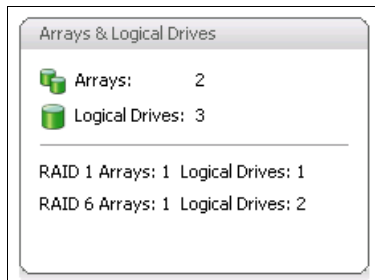 Arrays & Logical Drives
Arrays: 2
Logical Drives: 3
RAID 1 Arrays: 1 Logical Drives: 1
RAID 6 Arrays: 1 Logical Drives: 2